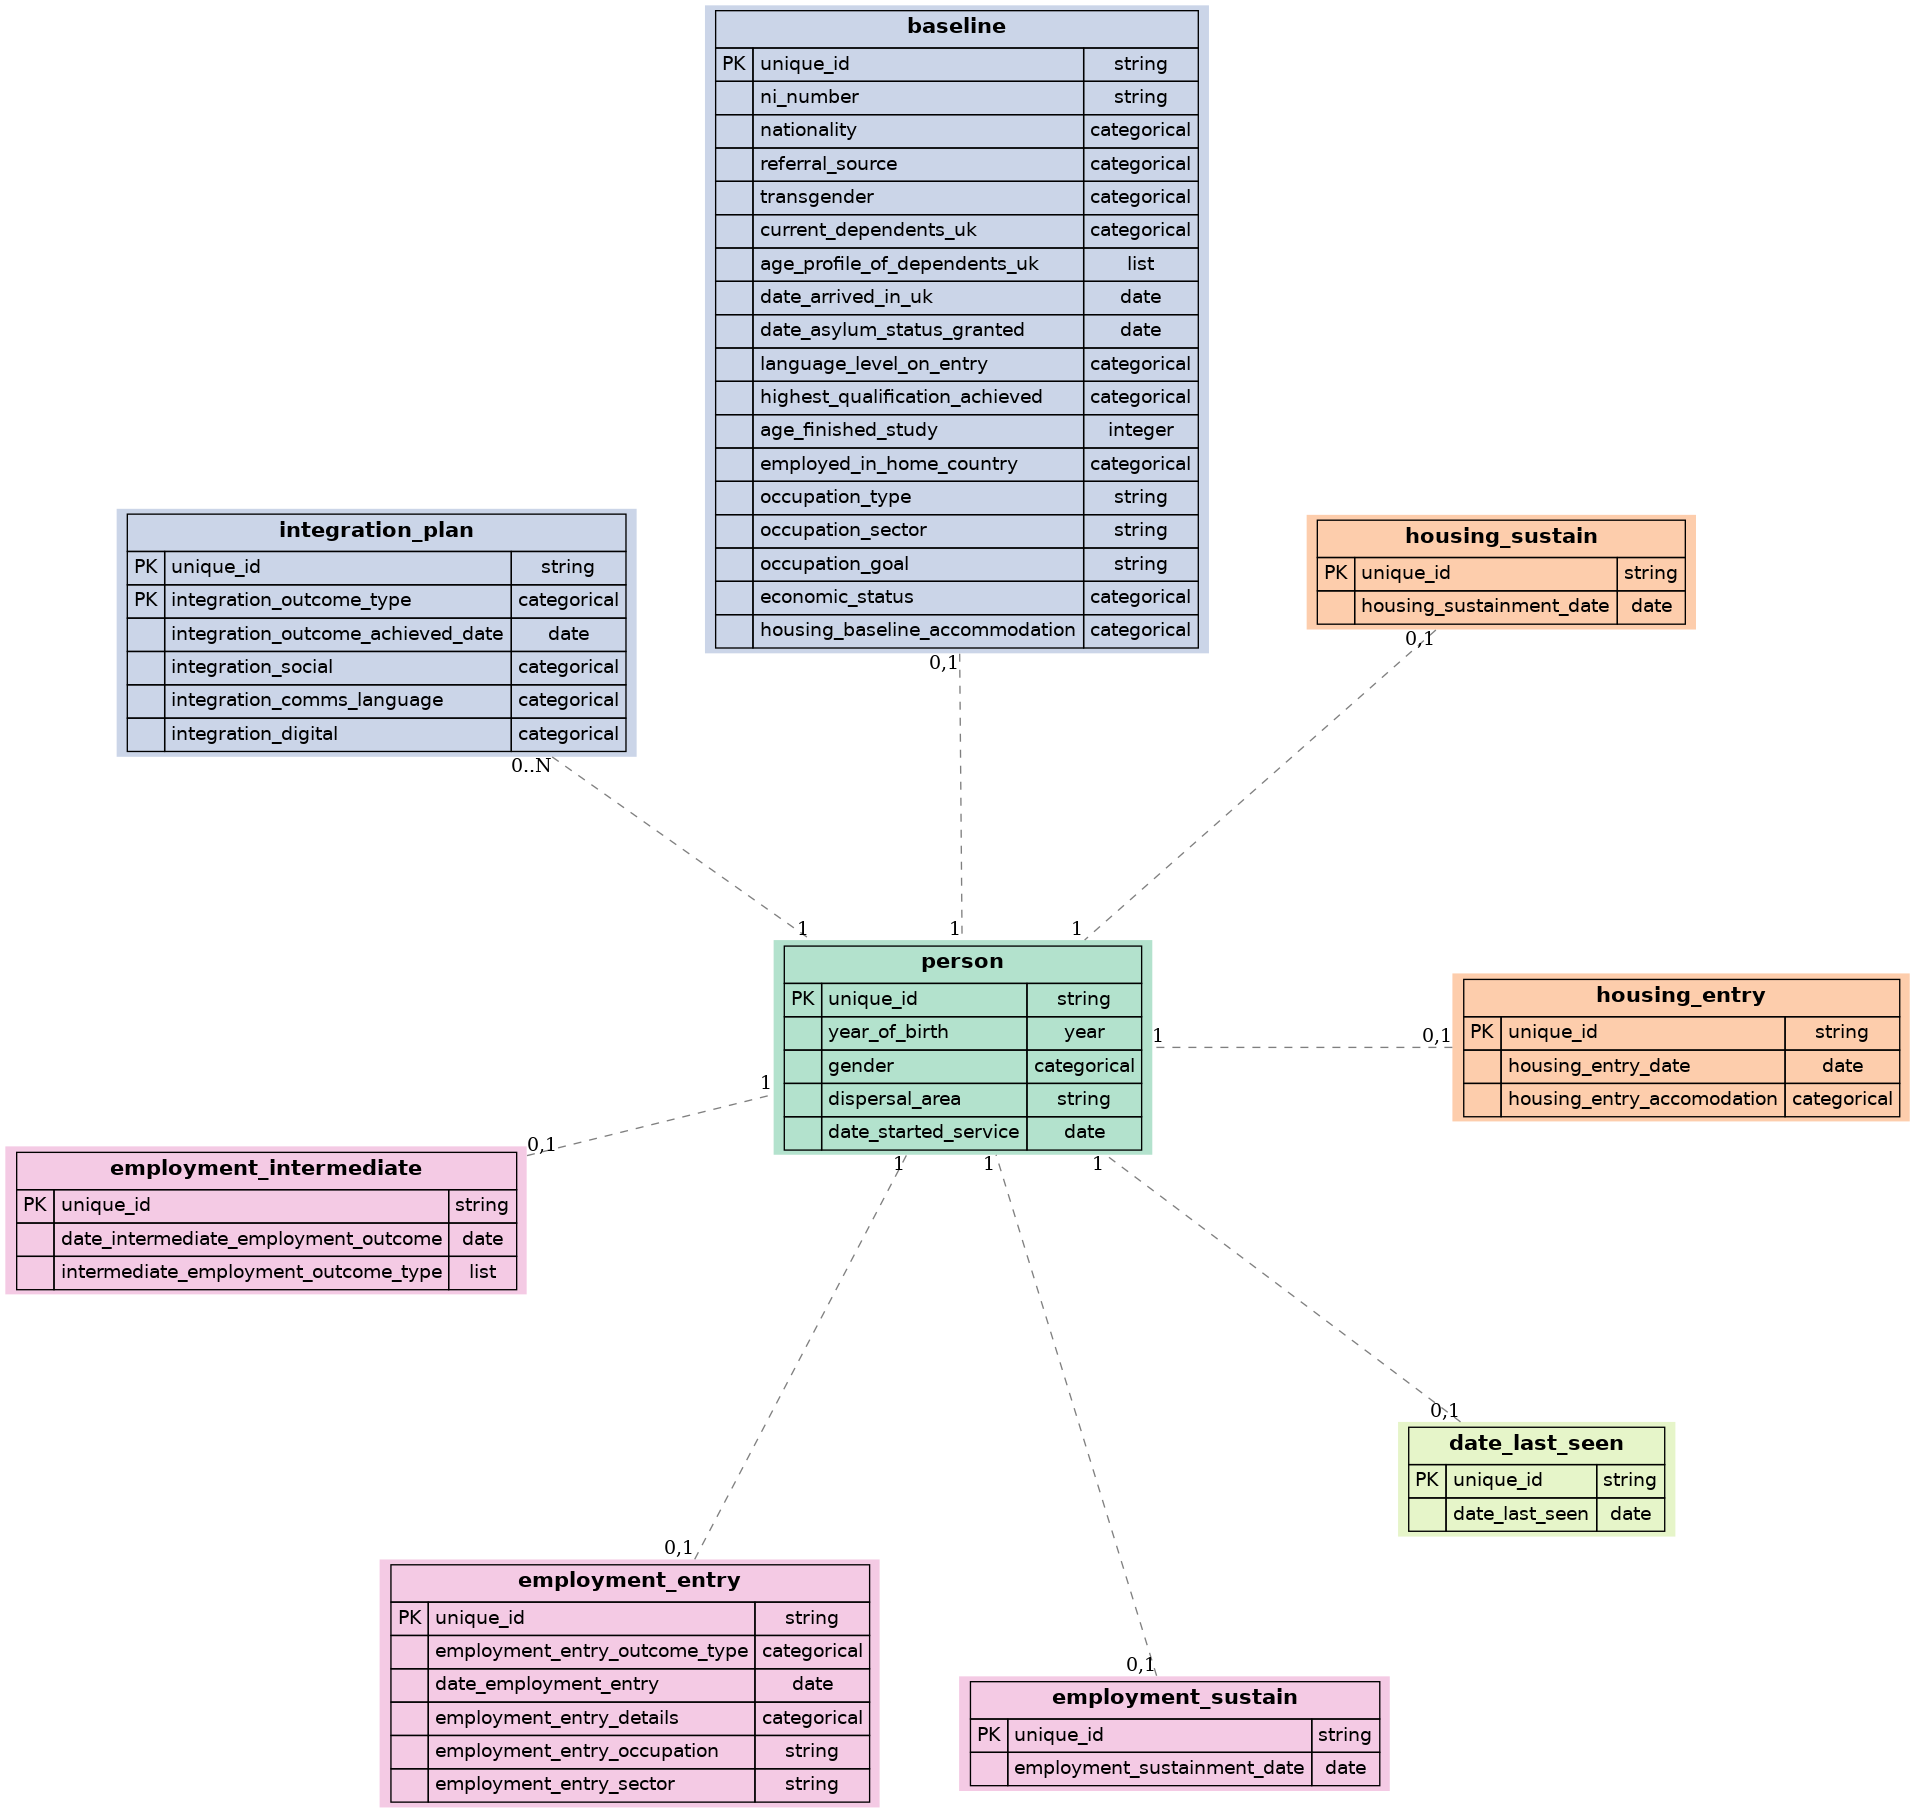 baseline
PK unique_id string
ni_number string
nationality categorical
referral_source categorical
transgender categorical
current_dependents_uk categorical
age_profile_of_dependents_uk list
date_arrived_in_uk date
date_asylum_status_granted date
language_level_on_entry categorical
highest_qualification_achieved categorical
age_finished_study integer
employed_in_home_country categorical
occupation_type string
occupation_sector string
occupation_goal string
economic_status categorical
housing_baseline_accommodation categorical
0,1
integration_plan
PK unique_id string
PK integration_outcome_type categorical
integration_outcome_achieved_date date
integration_social categorical
integration_comms_language categorical
integration_digital categorical
0..N
housing_sustain
PK unique_id string
housing_sustainment_date date
0,1
1
1
1
person
PK unique_id string
year_of_birth year
gender categorical
dispersal_area string
date_started_service date
1
0,1
housing_entry
PK unique_id string
housing_entry_date date
housing_entry_accomodation categorical
1
0,1
employment_intermediate
PK unique_id string
date_intermediate_employment_outcome date
intermediate_employment_outcome_type list
1
1
1
0,1
date_last_seen
PK unique_id string
date_last_seen date
0,1
employment_entry
PK unique_id string
employment_entry_outcome_type categorical
date_employment_entry date
employment_entry_details categorical
employment_entry_occupation string
employment_entry_sector string
0,1
employment_sustain
PK unique_id string
employment_sustainment_date date